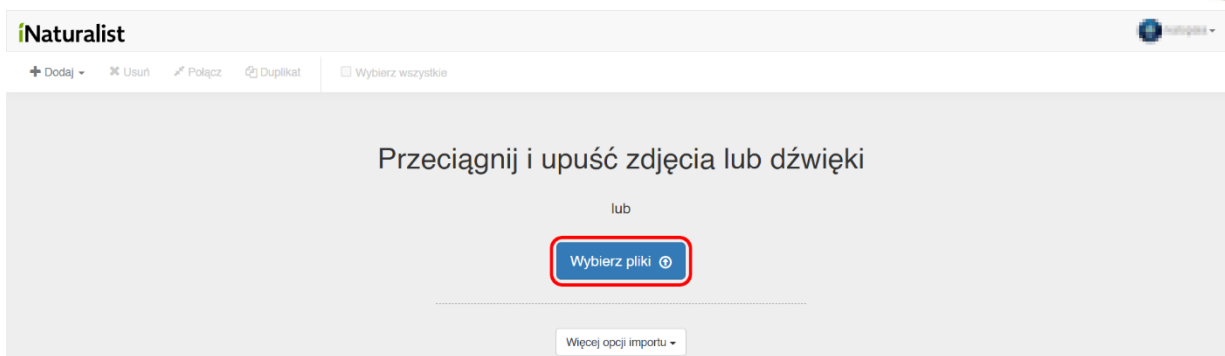 iNaturalist
Dodaj Usuń Połącz Duplikat Wybierz wszystkie
Przeciągnij i upuść zdjęcia lub dźwięki
lub
Wybierz pliki
Więcej opcji importu